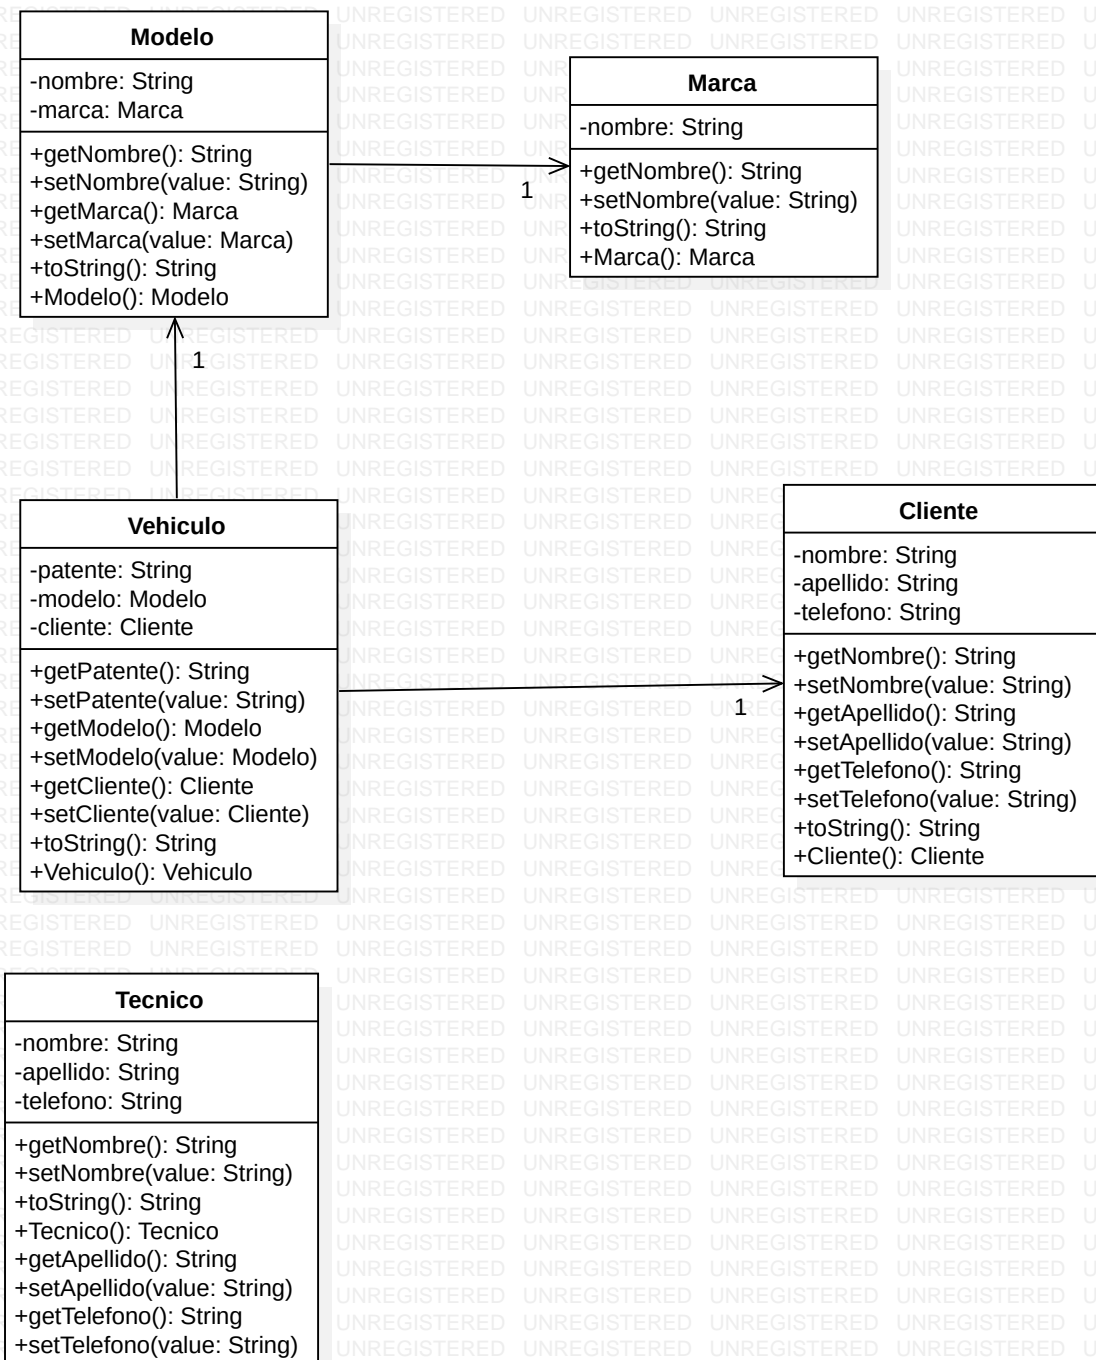 Modelo
-nombre: String
-marca: Marca
+getNombre(): String
+setNombre(value: String)
+getMarca(): Marca
+setMarca(value: Marca)
+toString(): String
+Modelo(): Modelo
Marca
-nombre: String
+getNombre(): String
+setNombre(value: String)
+toString(): String
+Marca(): Marca
1
1
Vehiculo
-patente: String
-modelo: Modelo
-cliente: Cliente
+getPatente(): String
+setPatente(value: String)
+getModelo(): Modelo
+setModelo(value: Modelo)
+getCliente(): Cliente
+setCliente(value: Cliente)
+toString(): String
+Vehiculo(): Vehiculo
1
Cliente
-nombre: String
-apellido: String
-telefono: String
+getNombre(): String
+setNombre(value: String)
+getApellido(): String
+setApellido(value: String)
+getTelefono(): String
+setTelefono(value: String)
+toString(): String
+Cliente(): Cliente
Tecnico
-nombre: String
-apellido: String
-telefono: String
+getNombre(): String
+setNombre(value: String)
+toString(): String
+Tecnico(): Tecnico
+getApellido(): String
+setApellido(value: String)
+getTelefono(): String
+setTelefono(value: String)
UNREGISTERED